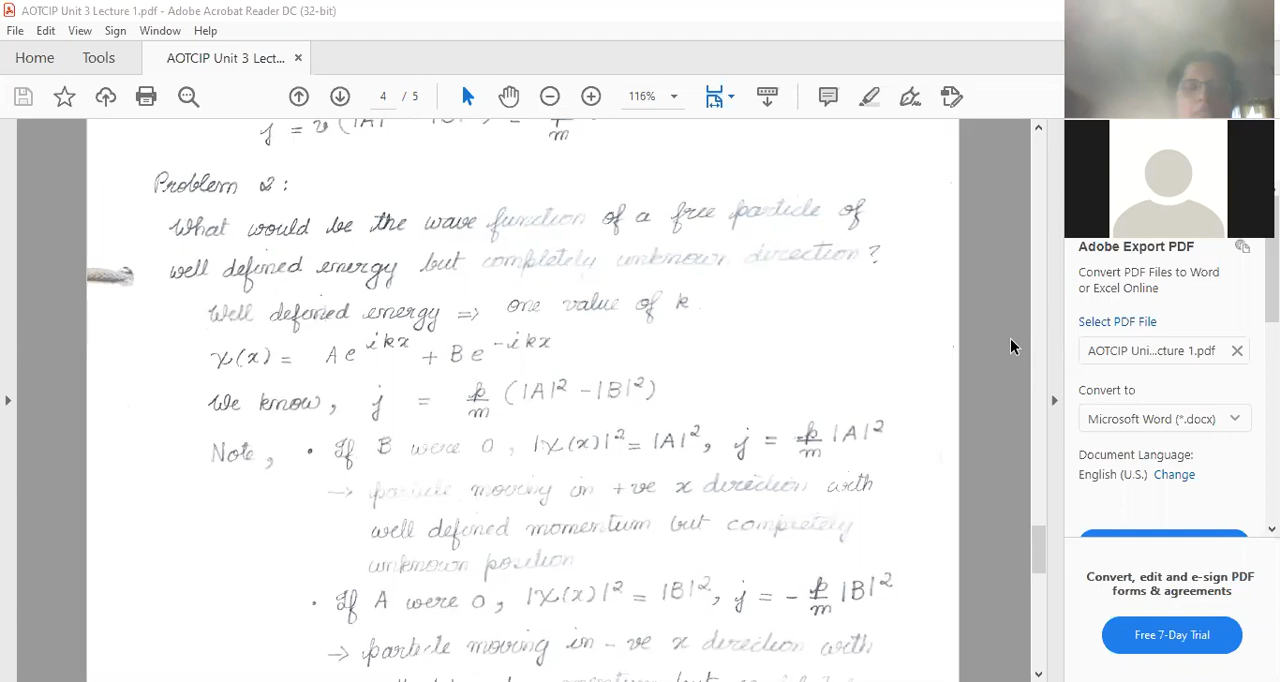 AOTCIP Unit 3 Lecture 1.pdf - Adobe Acrobat Reader DC (32-bit)
File Edit View Sign Window Help
Home Tools AOTCIP Unit 3 Lect... ×
4 / 5 116%
Problem 2:
What would be the wave function of a free particle of
well defined energy but completely unknown direction?
Well defined energy => one value of k.
χ(x) = A e^{ikx} + B e^{-ikx}
We know, j = p/m (|A|² - |B|²)
Note, • If B were 0, |χ(x)|² = |A|², j = p/m |A|²
→ particle moving in +ve x direction with
well defined momentum but completely
unknown position
• If A were 0, |χ(x)|² = |B|², j = - p/m |B|²
→ particle moving in -ve x direction with
Adobe Export PDF
Convert PDF Files to Word
or Excel Online
Select PDF File
AOTCIP Uni...cture 1.pdf ×
Convert to
Microsoft Word (*.docx)
Document Language:
English (U.S.) Change
Convert, edit and e-sign PDF
forms & agreements
Free 7-Day Trial